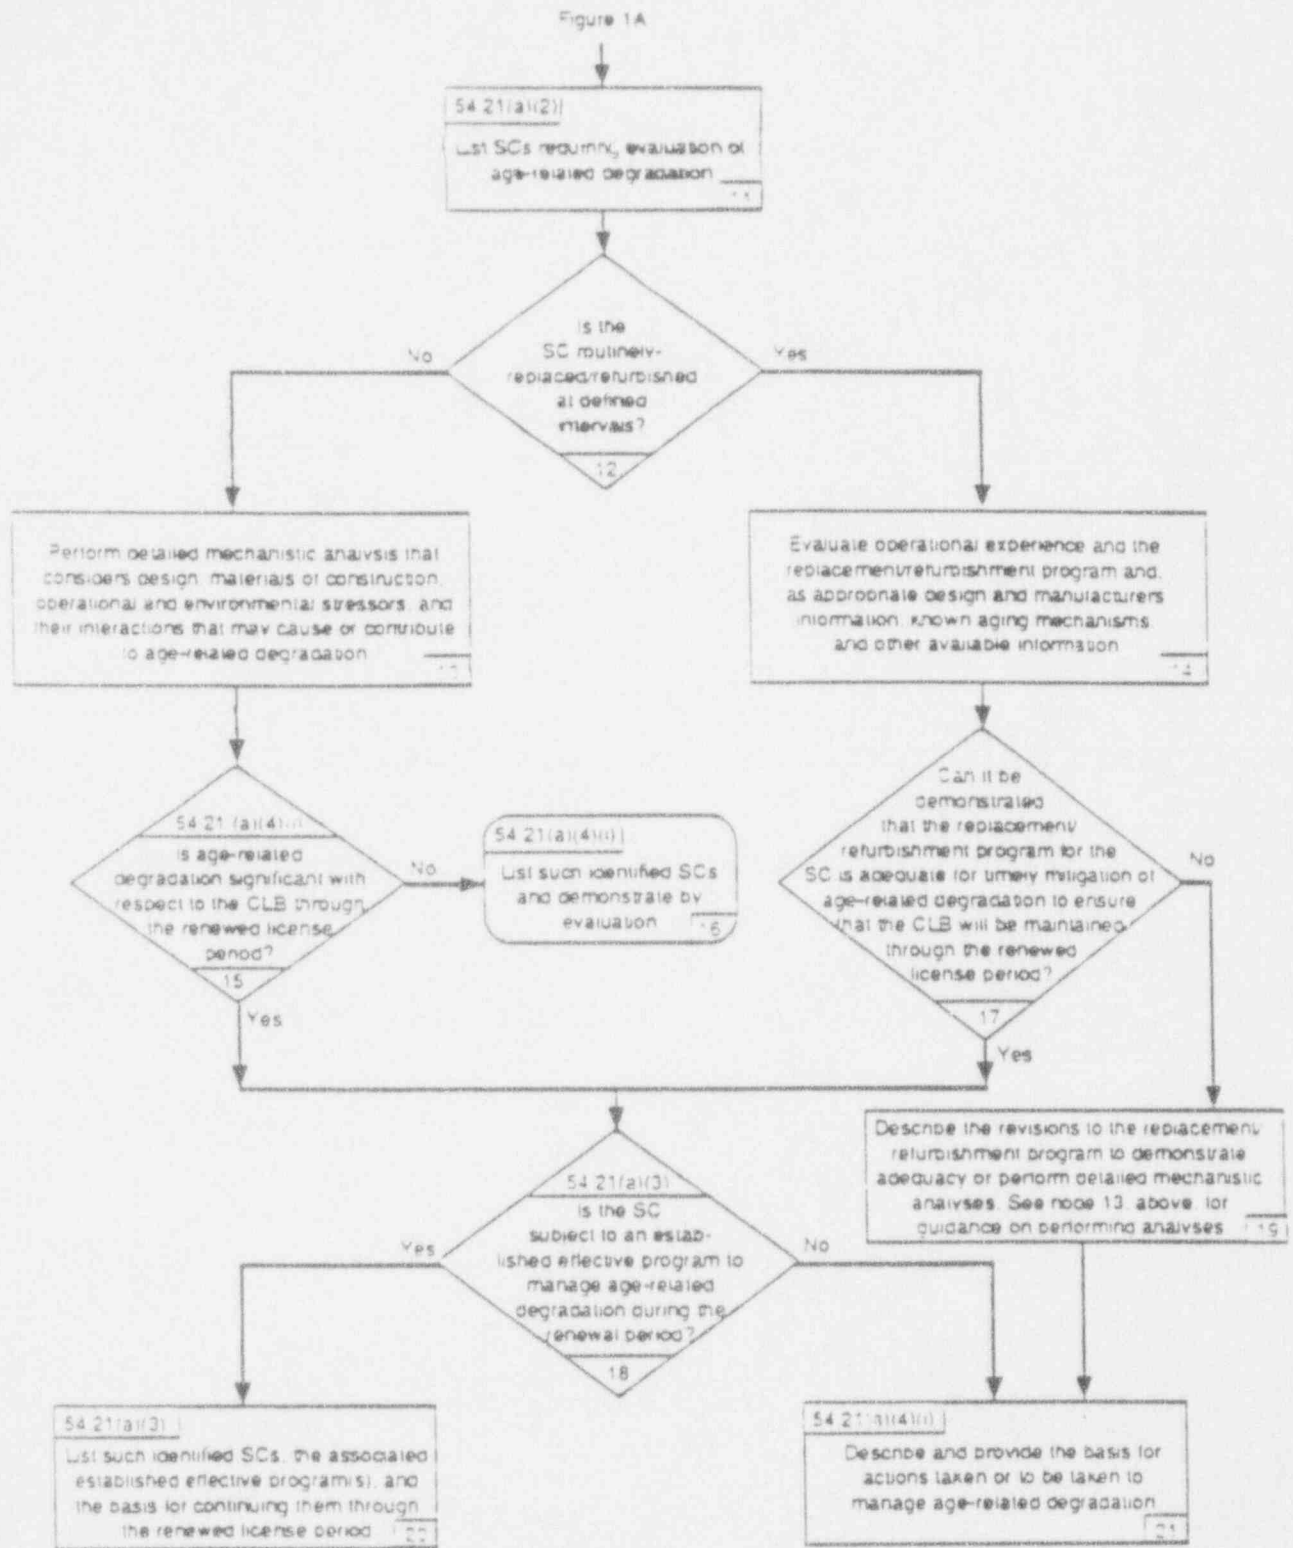 Figure 1A
54.21(a)(2)
List SCs requiring evaluation of
age-related degradation
Is the
SC routinely-
replaced/refurbished
at defined
intervals?
12
No
Yes
Perform detailed mechanistic analysis that
considers design, materials of construction,
operational and environmental stressors, and
their interactions that may cause or contribute
to age-related degradation
13
Evaluate operational experience and the
replacement/refurbishment program and,
as appropriate design and manufacturers
information, known aging mechanisms
and other available information
14
54.21 (a)(4)(i)
Is age-related
degradation significant with
respect to the CLB through
the renewed license
period?
15
No
Yes
54.21(a)(4)(i)
List such identified SCs
and demonstrate by
evaluation
16
Can it be
demonstrated
that the replacement/
refurbishment program for the
SC is adequate for timely mitigation of
age-related degradation to ensure
that the CLB will be maintained
through the renewed
license period?
17
No
Yes
Describe the revisions to the replacement/
refurbishment program to demonstrate
adequacy or perform detailed mechanistic
analyses. See node 13, above, for
guidance on performing analyses
19
54.21(a)(3)
Is the SC
subject to an estab-
lished effective program to
manage age-related
degradation during the
renewal period?
18
Yes
No
54.21(a)(3)
List such identified SCs, the associated
established effective program(s), and
the basis for continuing them through
the renewed license period
20
54.21(a)(4)(i)
Describe and provide the basis for
actions taken or to be taken to
manage age-related degradation
21